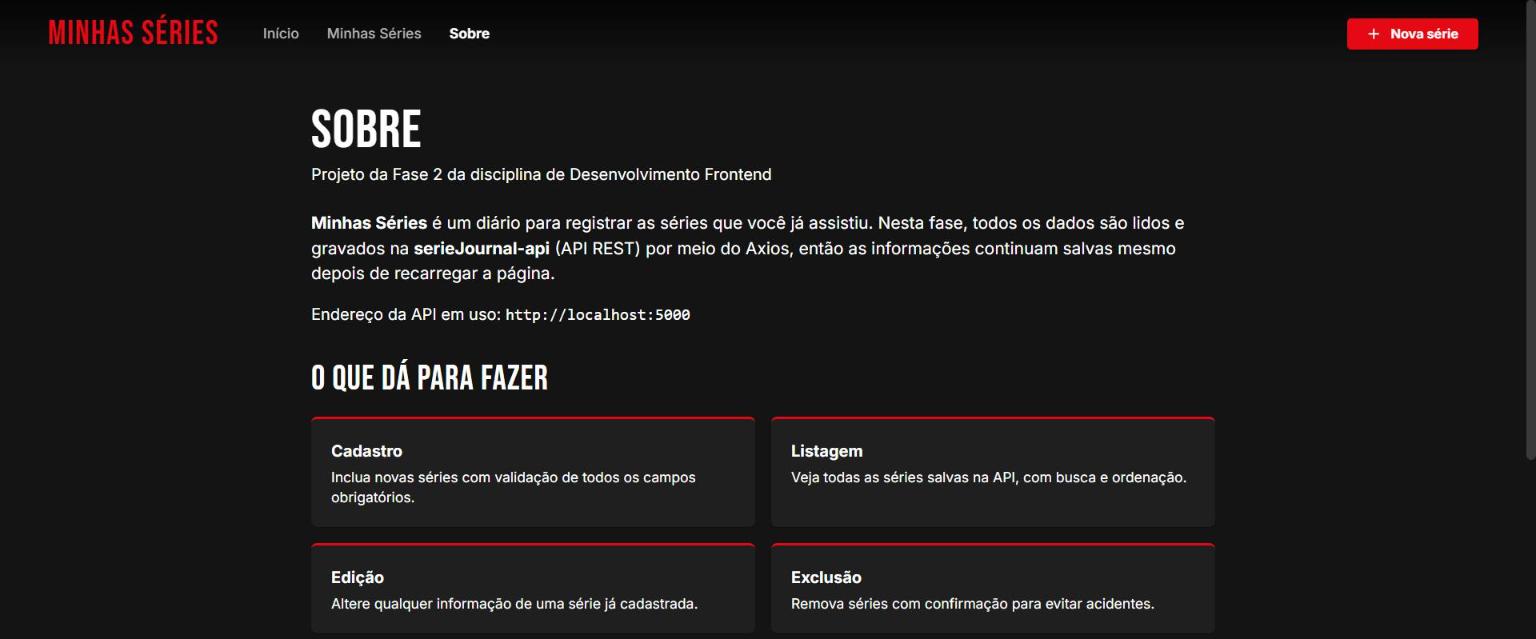 MINHAS SÉRIES
Início
Minhas Séries
Sobre
+ Nova série
SOBRE
Projeto da Fase 2 da disciplina de Desenvolvimento Frontend
Minhas Séries é um diário para registrar as séries que você já assistiu. Nesta fase, todos os dados são lidos e
gravados na serieJournal-api (API REST) por meio do Axios, então as informações continuam salvas mesmo
depois de recarregar a página.
Endereço da API em uso: http://localhost:5000
O QUE DÁ PARA FAZER
Cadastro
Inclua novas séries com validação de todos os campos
obrigatórios.
Listagem
Veja todas as séries salvas na API, com busca e ordenação.
Edição
Altere qualquer informação de uma série já cadastrada.
Exclusão
Remova séries com confirmação para evitar acidentes.